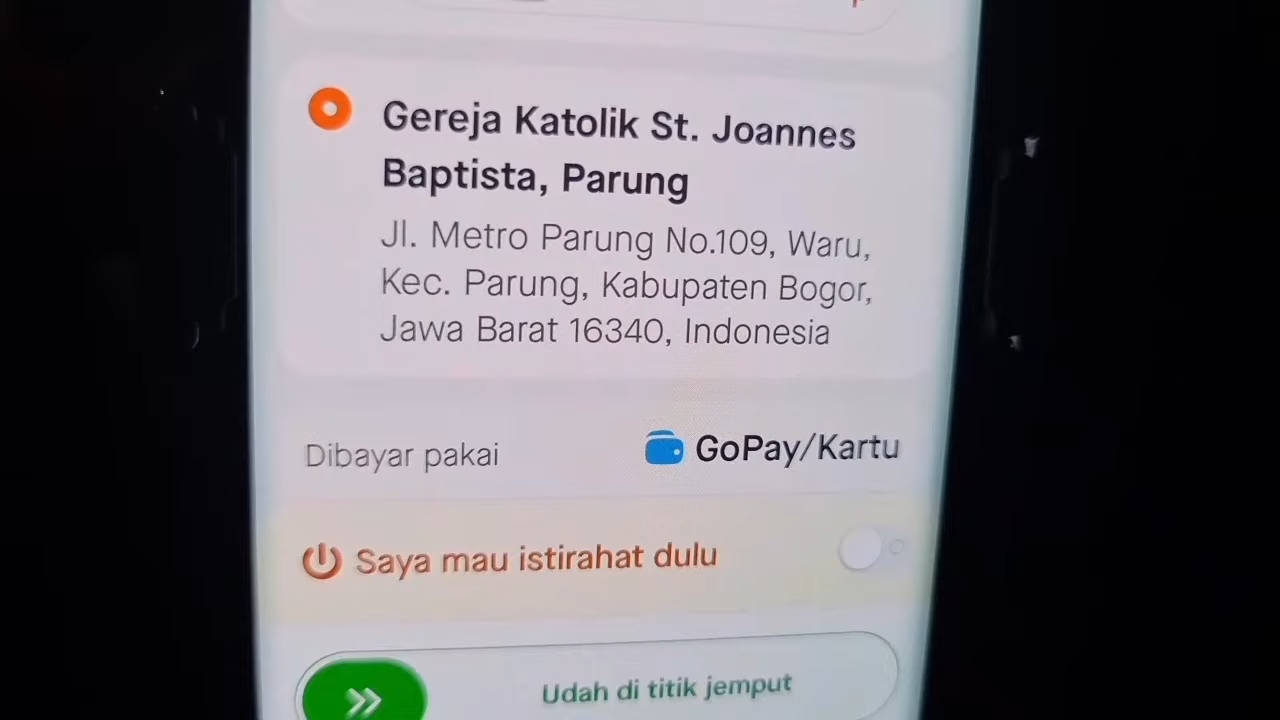 Gereja Katolik St. Joannes
Baptista, Parung
Jl. Metro Parung No.109, Waru,
Kec. Parung, Kabupaten Bogor,
Jawa Barat 16340, Indonesia
Dibayar pakai GoPay/Kartu
Saya mau istirahat dulu
Udah di titik jemput